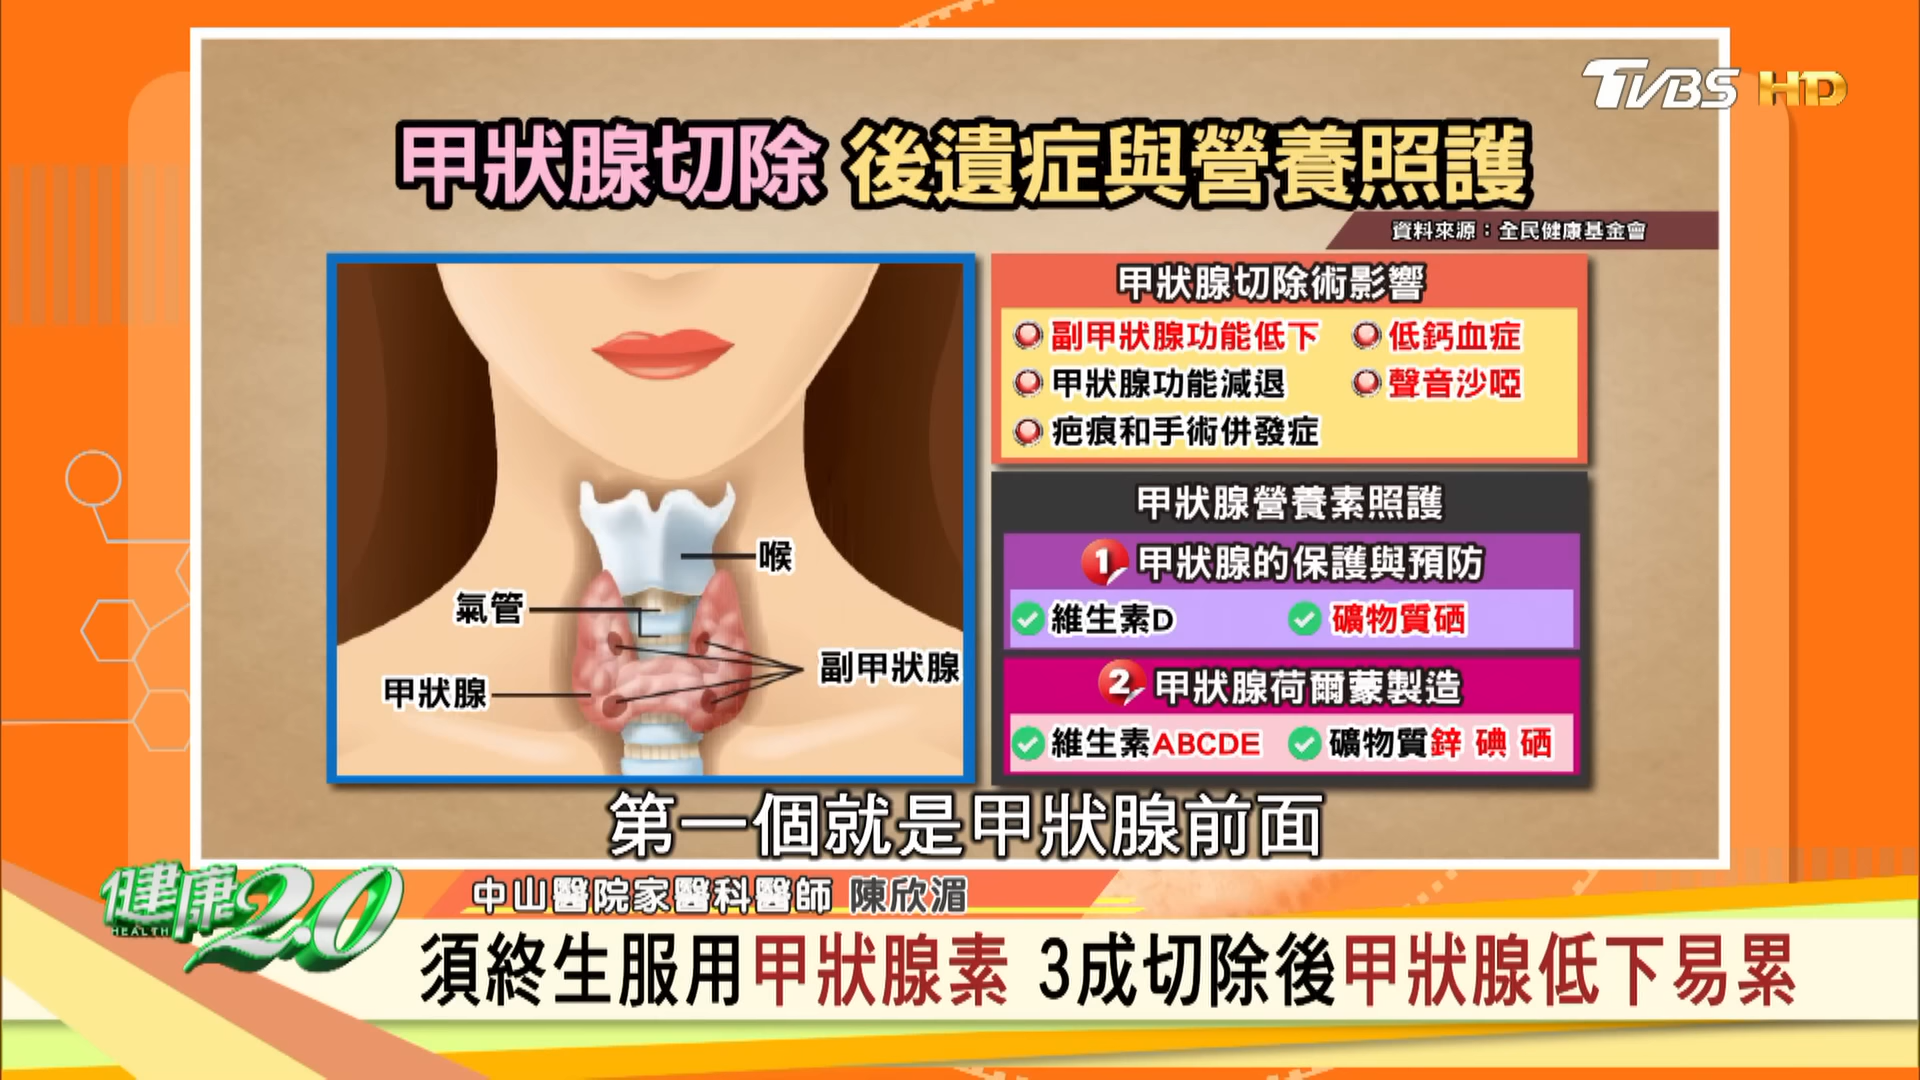 TVBS HD
甲狀腺切除 後遺症與營養照護
資料來源：全民健康基金會
甲狀腺切除術影響
副甲狀腺功能低下
低鈣血症
甲狀腺功能減退
聲音沙啞
疤痕和手術併發症
喉
氣管
副甲狀腺
甲狀腺
甲狀腺營養素照護
1 甲狀腺的保護與預防
維生素D
礦物質硒
2 甲狀腺荷爾蒙製造
維生素ABCDE
礦物質鋅 碘 硒
第一個就是甲狀腺前面
健康2.0
HEALTH
中山醫院家醫科醫師 陳欣湄
須終生服用甲狀腺素 3成切除後甲狀腺低下易累